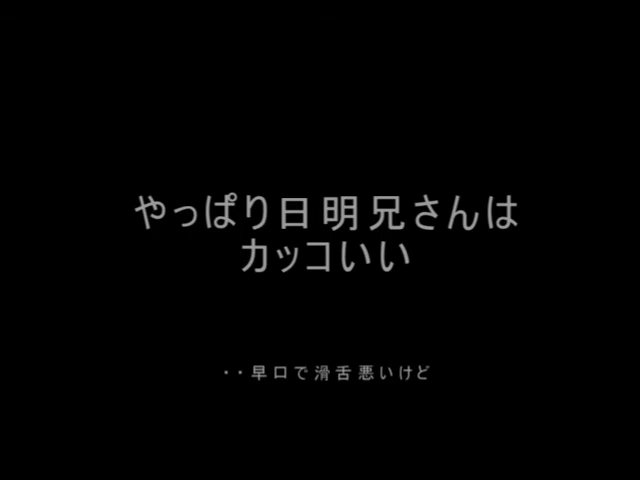 やっぱり日明兄さんは
カッコいい
・・早口で滑舌悪いけど